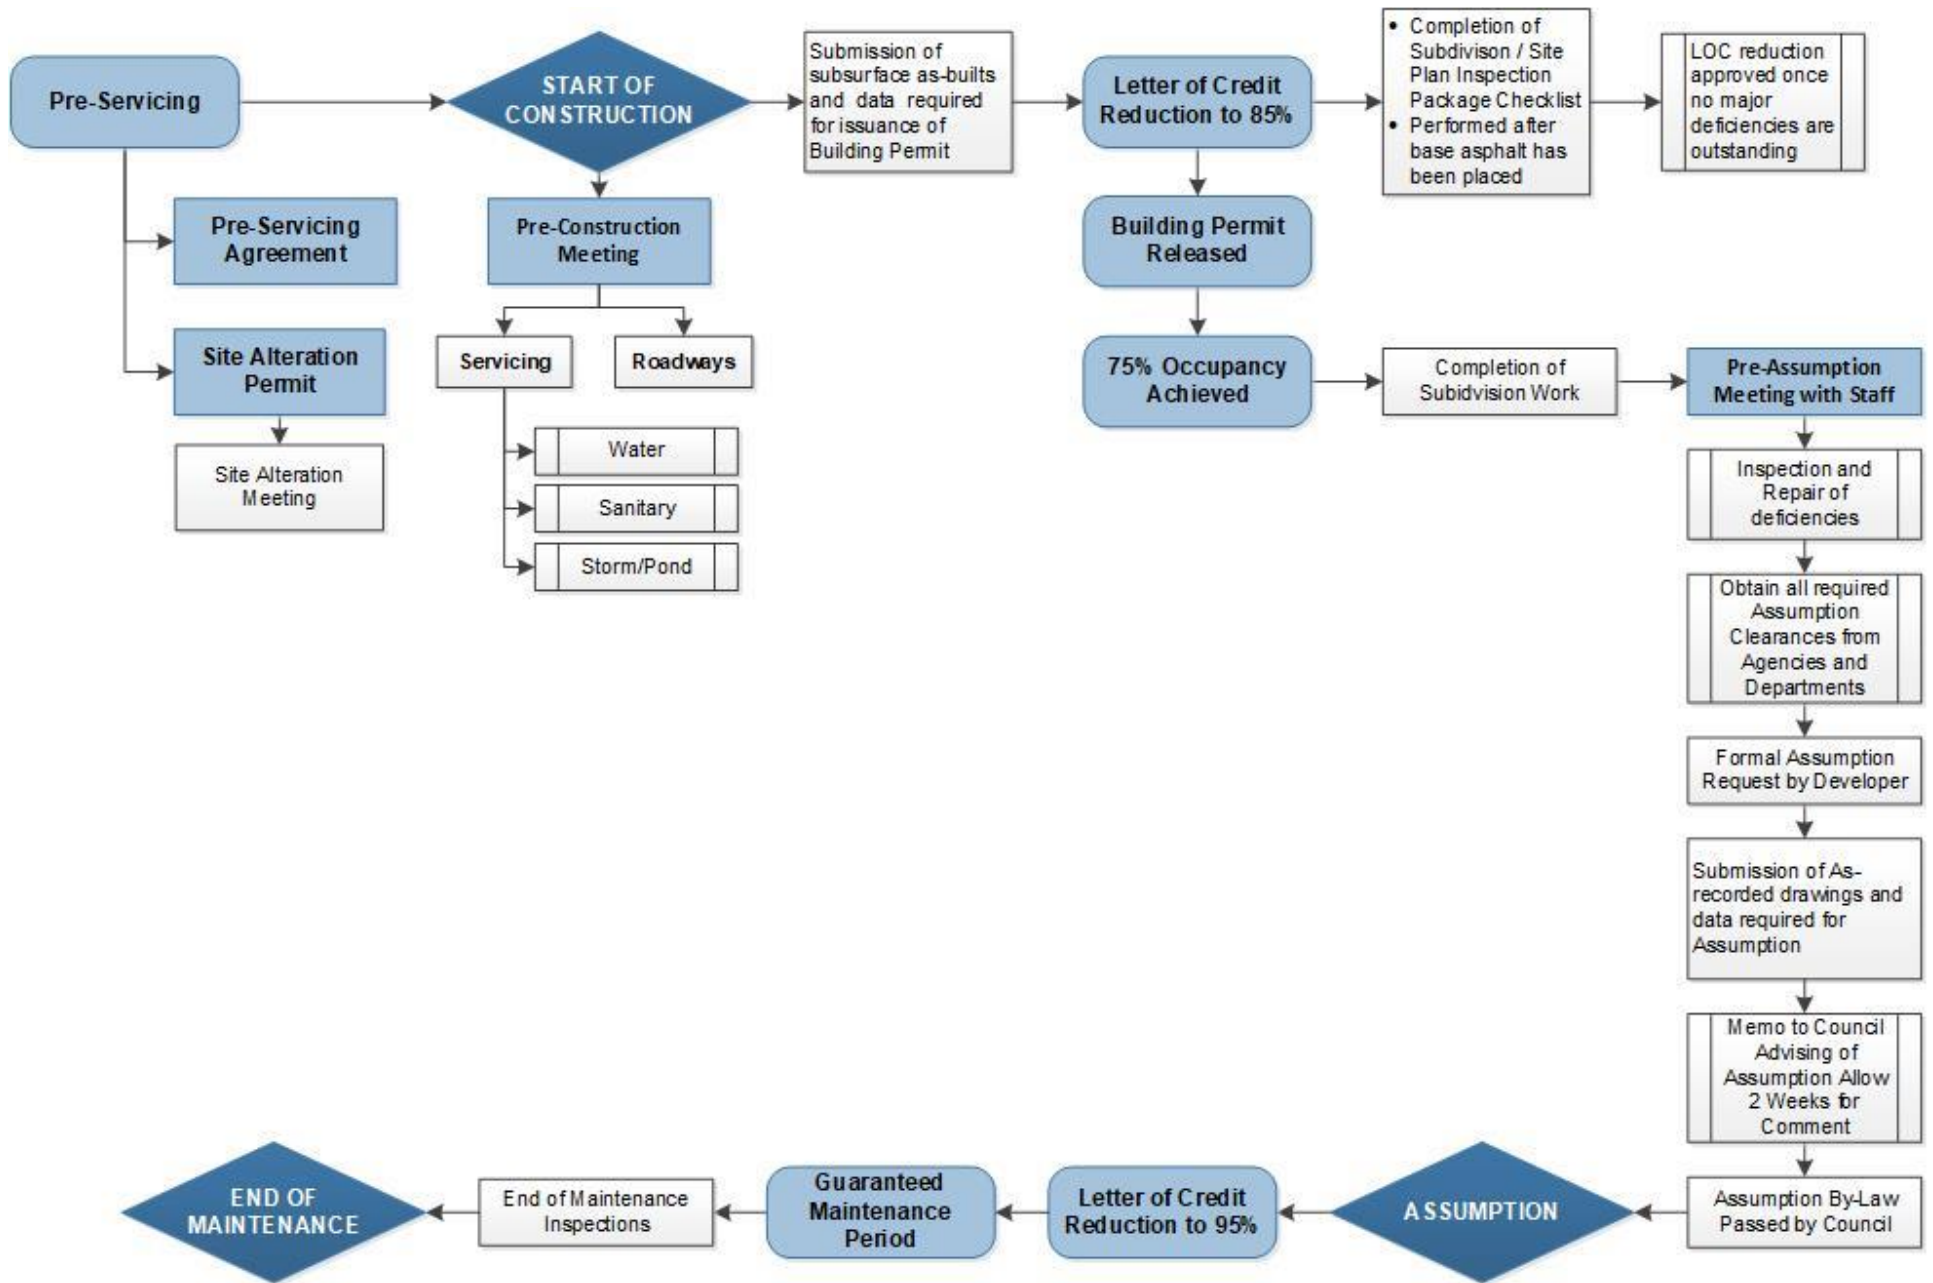 Pre-Servicing
START OF
CONSTRUCTION
Submission of
subsurface as-builts
and data required
for issuance of
Building Permit
Letter of Credit
Reduction to 85%
• Completion of
Subdivison / Site
Plan Inspection
Package Checklist
• Performed after
base asphalt has
been placed
LOC reduction
approved once
no major
deficiencies are
outstanding
Pre-Servicing
Agreement
Site Alteration
Permit
Site Alteration
Meeting
Pre-Construction
Meeting
Servicing
Roadways
Water
Sanitary
Storm/Pond
Building Permit
Released
75% Occupancy
Achieved
Completion of
Subidvision Work
Pre-Assumption
Meeting with Staff
Inspection and
Repair of
deficiencies
Obtain all required
Assumption
Clearances from
Agencies and
Departments
Formal Assumption
Request by Developer
Submission of As-
recorded drawings and
data required for
Assumption
Memo to Council
Advising of
Assumption Allow
2 Weeks for
Comment
Assumption By-Law
Passed by Council
ASSUMPTION
Letter of Credit
Reduction to 95%
Guaranteed
Maintenance
Period
End of Maintenance
Inspections
END OF
MAINTENANCE